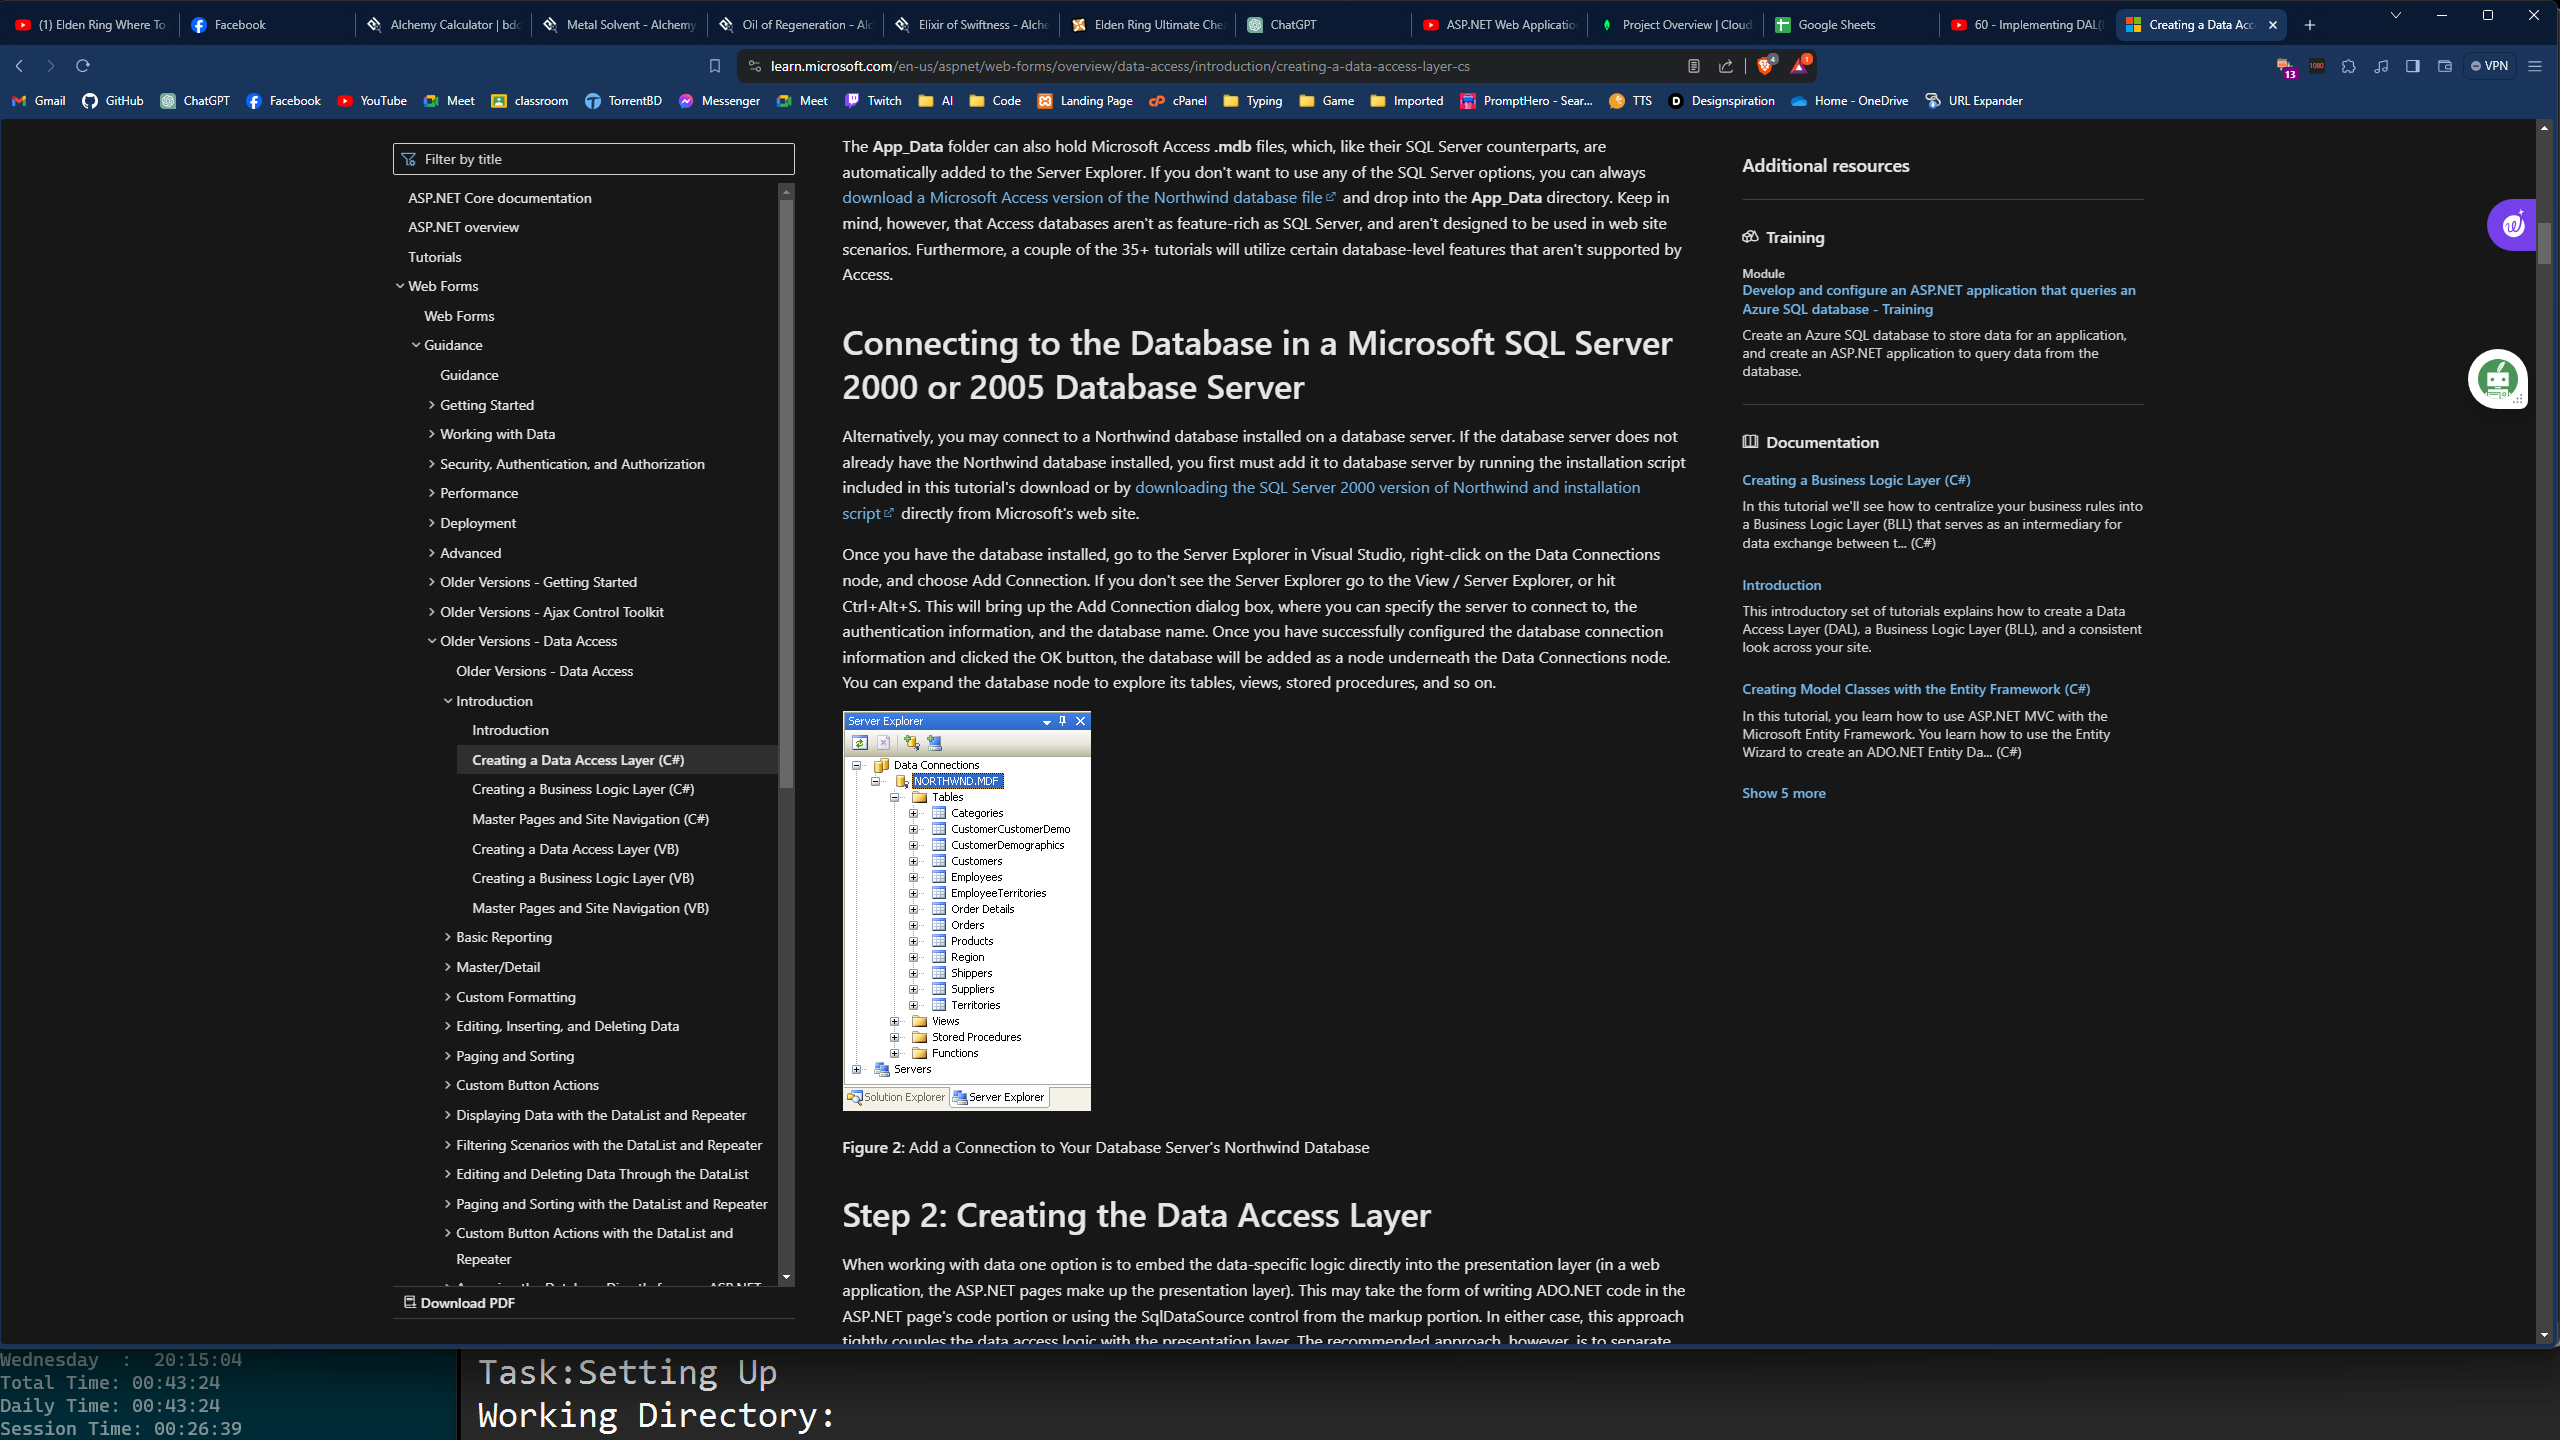 (1) Elden Ring Where To
Facebook
Alchemy Calculator | bdo
Metal Solvent - Alchemy
Oil of Regeneration - Alc
Elixir of Swiftness - Alche
Elden Ring Ultimate Che
ChatGPT
ASP.NET Web Application
Project Overview | Cloud
Google Sheets
60 - Implementing DAL(
Creating a Data Acc
learn.microsoft.com/en-us/aspnet/web-forms/overview/data-access/introduction/creating-a-data-access-layer-cs
4
1
13
1080
VPN
Gmail
GitHub
ChatGPT
Facebook
YouTube
Meet
classroom
TorrentBD
Messenger
Meet
Twitch
AI
Code
Landing Page
cPanel
Typing
Game
Imported
PromptHero - Sear...
TTS
Designspiration
Home - OneDrive
URL Expander
Filter by title
ASP.NET Core documentation
ASP.NET overview
Tutorials
Web Forms
Web Forms
Guidance
Guidance
Getting Started
Working with Data
Security, Authentication, and Authorization
Performance
Deployment
Advanced
Older Versions - Getting Started
Older Versions - Ajax Control Toolkit
Older Versions - Data Access
Older Versions - Data Access
Introduction
Introduction
Creating a Data Access Layer (C#)
Creating a Business Logic Layer (C#)
Master Pages and Site Navigation (C#)
Creating a Data Access Layer (VB)
Creating a Business Logic Layer (VB)
Master Pages and Site Navigation (VB)
Basic Reporting
Master/Detail
Custom Formatting
Editing, Inserting, and Deleting Data
Paging and Sorting
Custom Button Actions
Displaying Data with the DataList and Repeater
Filtering Scenarios with the DataList and Repeater
Editing and Deleting Data Through the DataList
Paging and Sorting with the DataList and Repeater
Custom Button Actions with the DataList and
Repeater
Download PDF
The App_Data folder can also hold Microsoft Access .mdb files, which, like their SQL Server counterparts, are
automatically added to the Server Explorer. If you don't want to use any of the SQL Server options, you can always
download a Microsoft Access version of the Northwind database file and drop into the App_Data directory. Keep in
mind, however, that Access databases aren't as feature-rich as SQL Server, and aren't designed to be used in web site
scenarios. Furthermore, a couple of the 35+ tutorials will utilize certain database-level features that aren't supported by
Access.
Connecting to the Database in a Microsoft SQL Server
2000 or 2005 Database Server
Alternatively, you may connect to a Northwind database installed on a database server. If the database server does not
already have the Northwind database installed, you first must add it to database server by running the installation script
included in this tutorial's download or by downloading the SQL Server 2000 version of Northwind and installation
script directly from Microsoft's web site.
Once you have the database installed, go to the Server Explorer in Visual Studio, right-click on the Data Connections
node, and choose Add Connection. If you don't see the Server Explorer go to the View / Server Explorer, or hit
Ctrl+Alt+S. This will bring up the Add Connection dialog box, where you can specify the server to connect to, the
authentication information, and the database name. Once you have successfully configured the database connection
information and clicked the OK button, the database will be added as a node underneath the Data Connections node.
You can expand the database node to explore its tables, views, stored procedures, and so on.
Server Explorer
Data Connections
NORTHWND.MDF
Tables
Categories
CustomerCustomerDemo
CustomerDemographics
Customers
Employees
EmployeeTerritories
Order Details
Orders
Products
Region
Shippers
Suppliers
Territories
Views
Stored Procedures
Functions
Servers
Solution Explorer
Server Explorer
Figure 2: Add a Connection to Your Database Server's Northwind Database
Step 2: Creating the Data Access Layer
When working with data one option is to embed the data-specific logic directly into the presentation layer (in a web
application, the ASP.NET pages make up the presentation layer). This may take the form of writing ADO.NET code in the
ASP.NET page's code portion or using the SqlDataSource control from the markup portion. In either case, this approach
tightly couples the data access logic with the presentation layer. The recommended approach, however, is to separate
Additional resources
Training
Module
Develop and configure an ASP.NET application that queries an
Azure SQL database - Training
Create an Azure SQL database to store data for an application,
and create an ASP.NET application to query data from the
database.
Documentation
Creating a Business Logic Layer (C#)
In this tutorial we'll see how to centralize your business rules into
a Business Logic Layer (BLL) that serves as an intermediary for
data exchange between t... (C#)
Introduction
This introductory set of tutorials explains how to create a Data
Access Layer (DAL), a Business Logic Layer (BLL), and a consistent
look across your site.
Creating Model Classes with the Entity Framework (C#)
In this tutorial, you learn how to use ASP.NET MVC with the
Microsoft Entity Framework. You learn how to use the Entity
Wizard to create an ADO.NET Entity Da... (C#)
Show 5 more
Wednesday : 20:15:04
Total Time: 00:43:24
Daily Time: 00:43:24
Session Time: 00:26:39
Task:Setting Up
Working Directory: